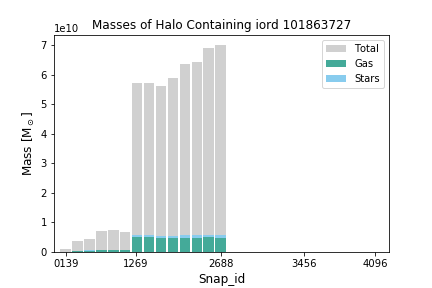 Masses of Halo Containing iord 101863727
1e10
7
6
5
4
3
2
1
0
Mass [M⊙]
Total
Gas
Stars
0139 1269 2688 3456 4096
Snap_id